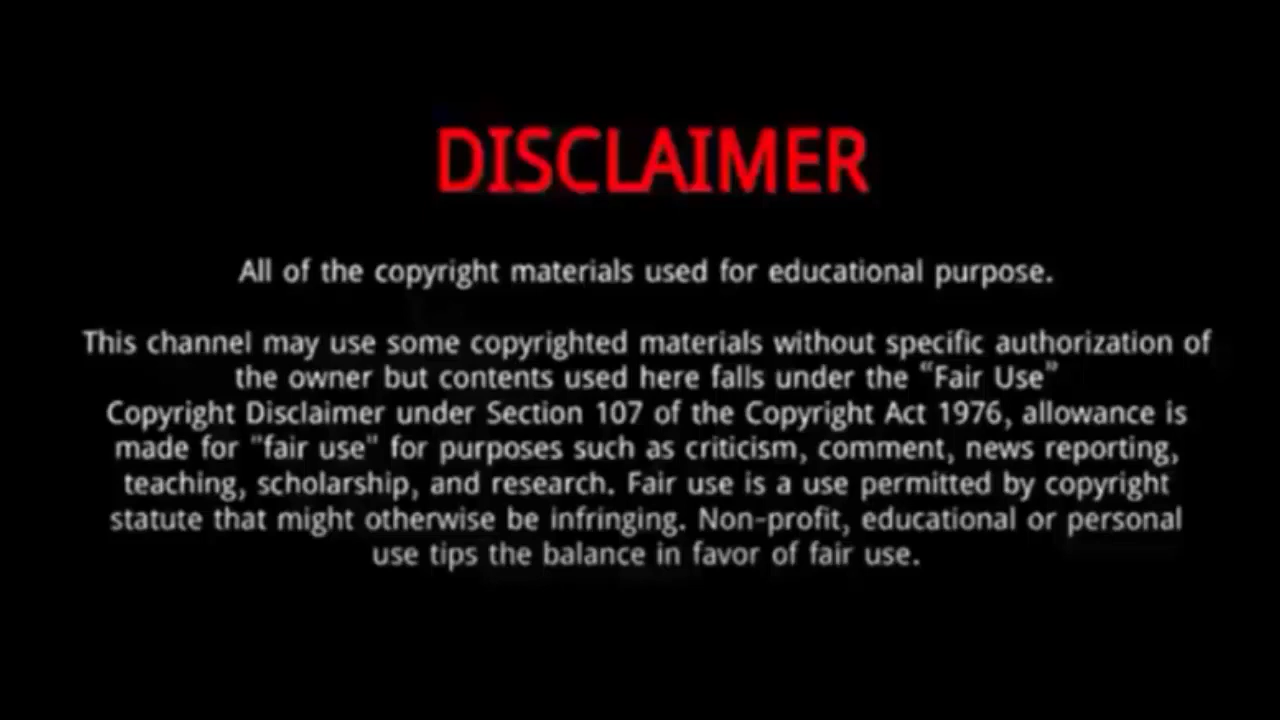 DISCLAIMER
All of the copyright materials used for educational purpose.
This channel may use some copyrighted materials without specific authorization of
the owner but contents used here falls under the “Fair Use”
Copyright Disclaimer under Section 107 of the Copyright Act 1976, allowance is
made for "fair use" for purposes such as criticism, comment, news reporting,
teaching, scholarship, and research. Fair use is a use permitted by copyright
statute that might otherwise be infringing. Non-profit, educational or personal
use tips the balance in favor of fair use.